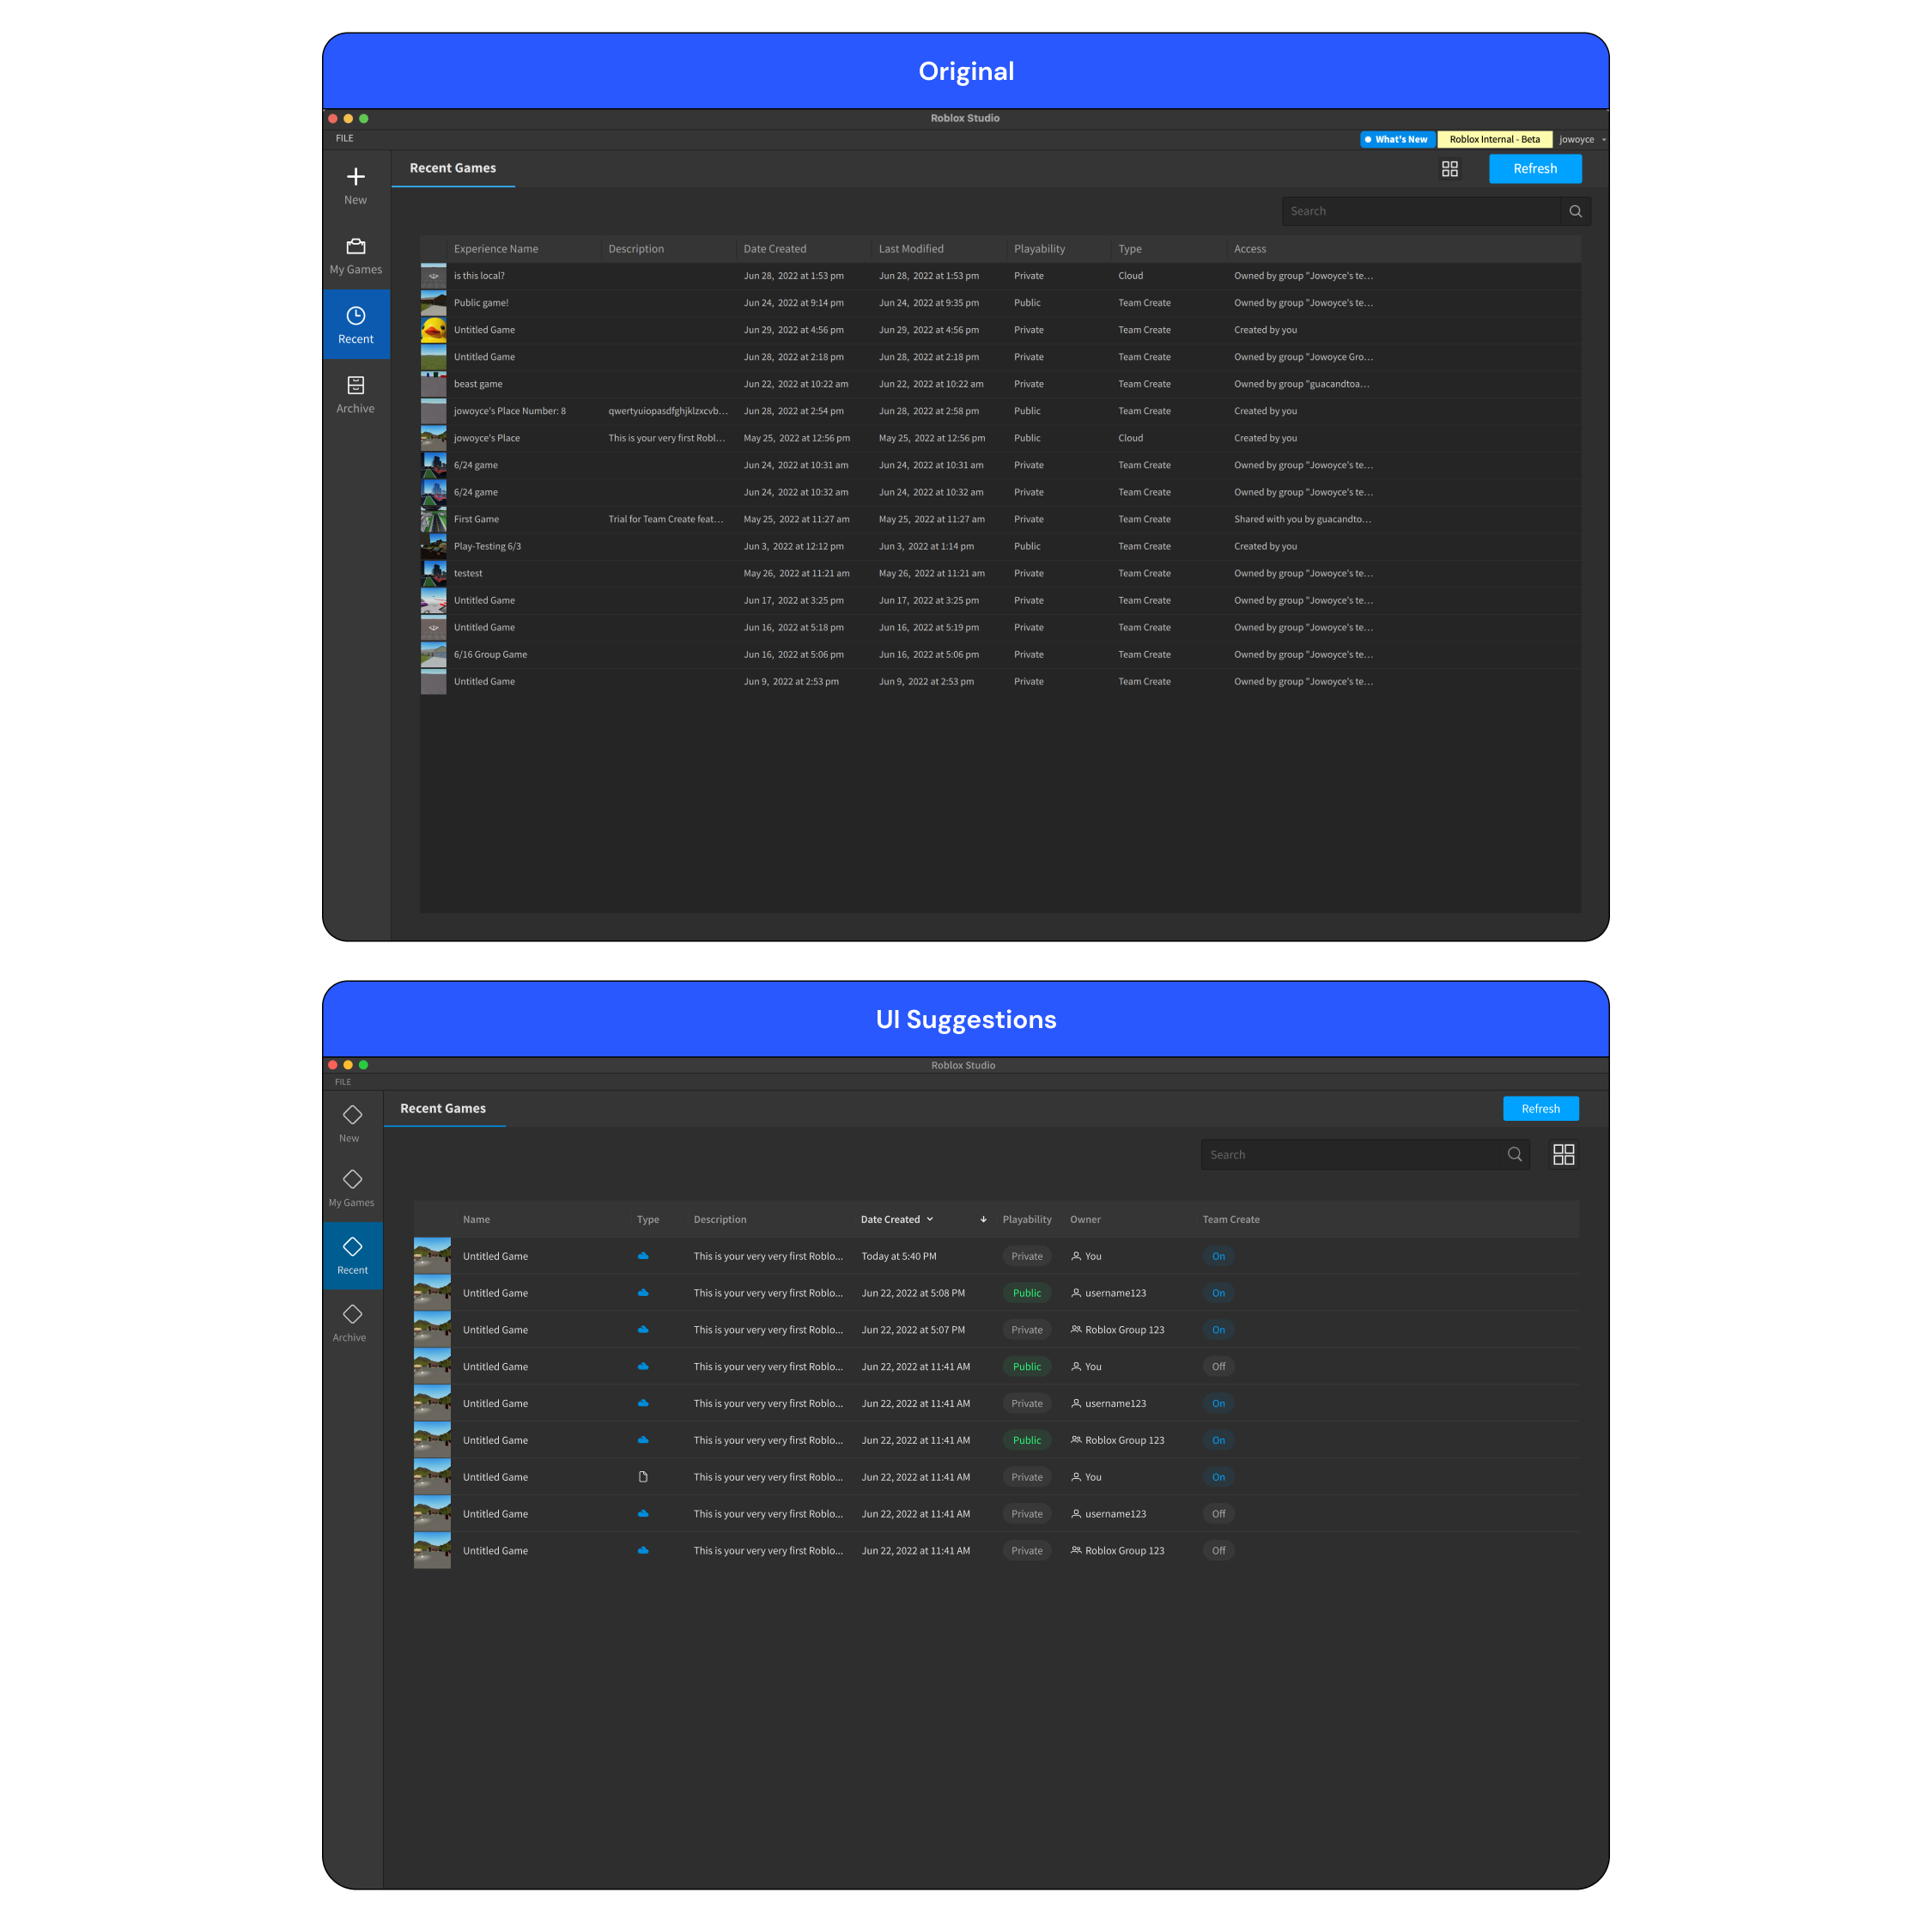 Original
Roblox Studio
FILE
What's New Roblox Internal - Beta jowoyce
New
My Games
Recent
Archive
Recent Games Refresh
Search
Experience Name Description Date Created Last Modified Playability Type Access
is this local? Jun 28, 2022 at 1:53 pm Jun 28, 2022 at 1:53 pm Private Cloud Owned by group "Jowoyce's te...
Public game! Jun 24, 2022 at 9:14 pm Jun 24, 2022 at 9:35 pm Public Team Create Owned by group "Jowoyce's te...
Untitled Game Jun 29, 2022 at 4:56 pm Jun 29, 2022 at 4:56 pm Private Team Create Created by you
Untitled Game Jun 28, 2022 at 2:18 pm Jun 28, 2022 at 2:18 pm Private Team Create Owned by group "Jowoyce Gro...
beast game Jun 22, 2022 at 10:22 am Jun 22, 2022 at 10:22 am Private Team Create Owned by group "guacandtoa...
jowoyce's Place Number: 8 qwertyuiopasdfghjklzxcvb... Jun 28, 2022 at 2:54 pm Jun 28, 2022 at 2:58 pm Public Team Create Created by you
jowoyce's Place This is your very first Robl... May 25, 2022 at 12:56 pm May 25, 2022 at 12:56 pm Public Cloud Created by you
6/24 game Jun 24, 2022 at 10:31 am Jun 24, 2022 at 10:31 am Private Team Create Owned by group "Jowoyce's te...
6/24 game Jun 24, 2022 at 10:32 am Jun 24, 2022 at 10:32 am Private Team Create Owned by group "Jowoyce's te...
First Game Trial for Team Create feat... May 25, 2022 at 11:27 am May 25, 2022 at 11:27 am Private Team Create Shared with you by guacandto...
Play-Testing 6/3 Jun 3, 2022 at 12:12 pm Jun 3, 2022 at 1:14 pm Public Team Create Created by you
testest May 26, 2022 at 11:21 am May 26, 2022 at 11:21 am Private Team Create Owned by group "Jowoyce's te...
Untitled Game Jun 17, 2022 at 3:25 pm Jun 17, 2022 at 3:25 pm Private Team Create Owned by group "Jowoyce's te...
Untitled Game Jun 16, 2022 at 5:18 pm Jun 16, 2022 at 5:19 pm Private Team Create Owned by group "Jowoyce's te...
6/16 Group Game Jun 16, 2022 at 5:06 pm Jun 16, 2022 at 5:06 pm Private Team Create Owned by group "Jowoyce's te...
Untitled Game Jun 9, 2022 at 2:53 pm Jun 9, 2022 at 2:53 pm Private Team Create Owned by group "Jowoyce's te...
UI Suggestions
Roblox Studio
FILE
New
My Games
Recent
Archive
Recent Games Refresh
Search
Name Type Description Date Created Playability Owner Team Create
Untitled Game This is your very very first Roblo... Today at 5:40 PM Private You On
Untitled Game This is your very very first Roblo... Jun 22, 2022 at 5:08 PM Public username123 On
Untitled Game This is your very very first Roblo... Jun 22, 2022 at 5:07 PM Private Roblox Group 123 On
Untitled Game This is your very very first Roblo... Jun 22, 2022 at 11:41 AM Public You Off
Untitled Game This is your very very first Roblo... Jun 22, 2022 at 11:41 AM Private username123 On
Untitled Game This is your very very first Roblo... Jun 22, 2022 at 11:41 AM Public Roblox Group 123 On
Untitled Game This is your very very first Roblo... Jun 22, 2022 at 11:41 AM Private You On
Untitled Game This is your very very first Roblo... Jun 22, 2022 at 11:41 AM Private username123 Off
Untitled Game This is your very very first Roblo... Jun 22, 2022 at 11:41 AM Private Roblox Group 123 Off